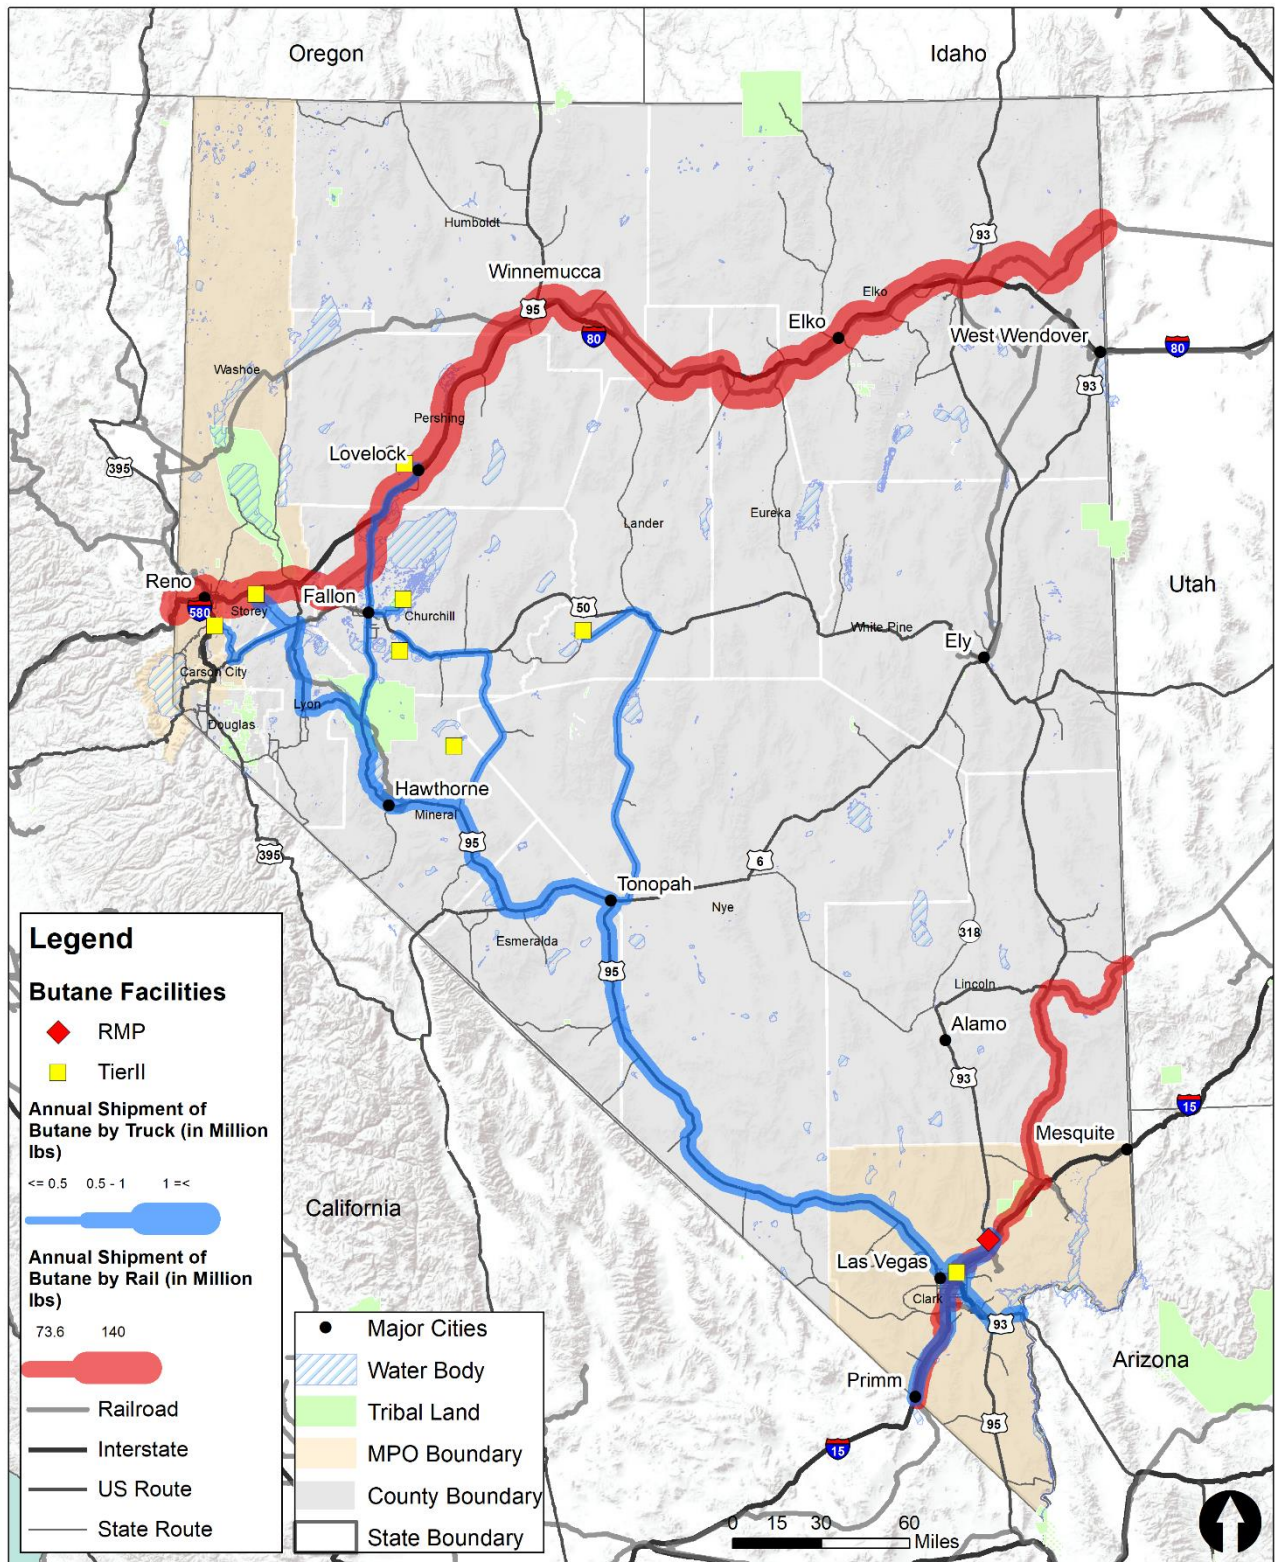 Oregon
Idaho
Humboldt
93
Winnemucca
95
Elko
80
Elko
West Wendover
80
Washoe
93
Pershing
Lovelock
395
Lander
Eureka
Reno
Utah
580
Storey
Fallon
Churchill
50
White Pine
Ely
Carson City
Lyon
Douglas
Hawthorne
Mineral
95
395
6
Tonopah
Nye
318
Esmeralda
95
Lincoln
Alamo
93
15
Mesquite
California
Las Vegas
Clark
93
Arizona
Primm
95
15
Legend
Butane Facilities
RMP
TierII
Annual Shipment of
Butane by Truck (in Million
lbs)
<= 0.5 0.5 - 1 1 =<
Annual Shipment of
Butane by Rail (in Million
lbs)
73.6 140
Railroad
Interstate
US Route
State Route
Major Cities
Water Body
Tribal Land
MPO Boundary
County Boundary
State Boundary
0 15 30 60
Miles